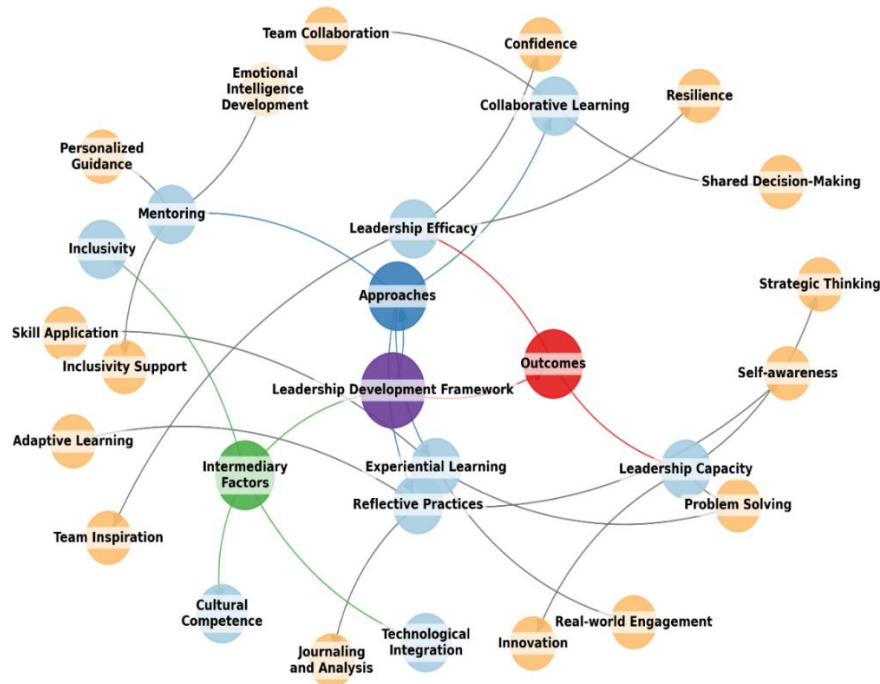 Team Collaboration
Confidence
Emotional
Intelligence
Development
Collaborative Learning
Resilience
Personalized
Guidance
Shared Decision-Making
Mentoring
Leadership Efficacy
Inclusivity
Strategic Thinking
Approaches
Skill Application
Inclusivity Support
Outcomes
Self-awareness
Leadership Development Framework
Adaptive Learning
Intermediary
Factors
Experiential Learning
Leadership Capacity
Reflective Practices
Problem Solving
Team Inspiration
Cultural
Competence
Technological
Integration
Real-world Engagement
Innovation
Journaling
and Analysis